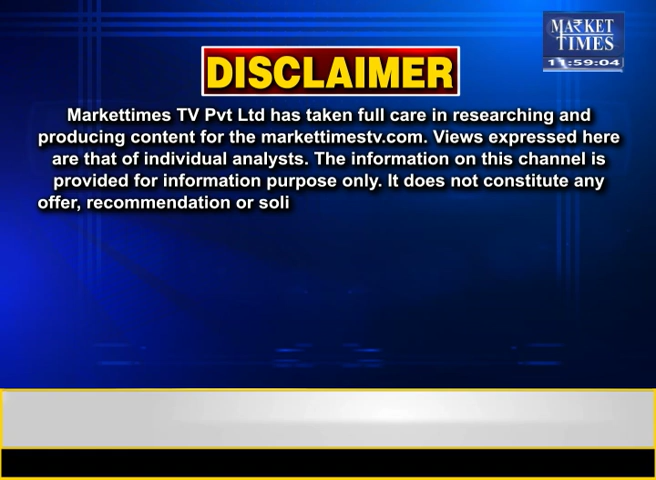 MARKET
TIMES
11:59:04
DISCLAIMER
Markettimes TV Pvt Ltd has taken full care in researching and
producing content for the markettimestv.com. Views expressed here
are that of individual analysts. The information on this channel is
provided for information purpose only. It does not constitute any
offer, recommendation or soli